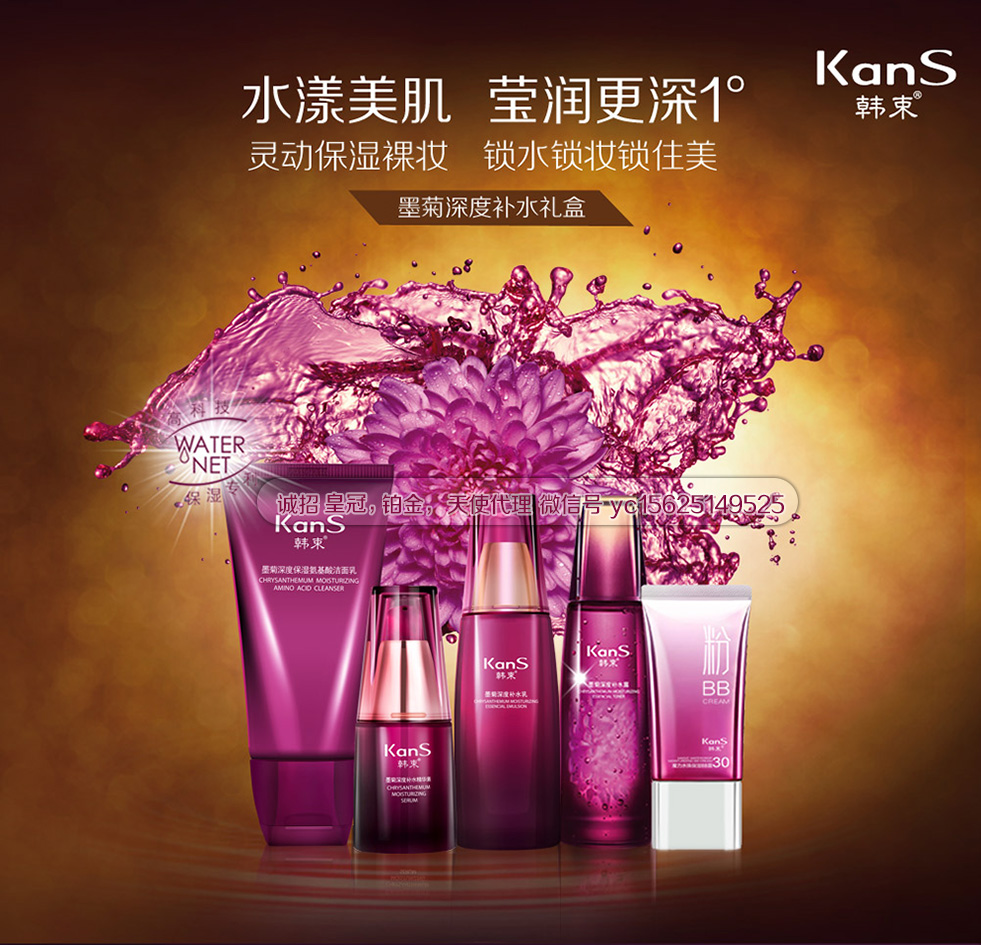 KanS
韩束®
水漾美肌 莹润更深1°
灵动保湿裸妆 锁水锁妆锁住美
墨菊深度补水礼盒
高科技
WATER
NET
保湿专利
诚招 皇冠，铂金， 天使代理 微信号 yc15625149525
KanS
韩束®
墨菊深度保湿氨基酸洁面乳
CHRYSANTHEMUM MOISTURIZING
AMINO ACID CLEANSER
KanS
韩束®
墨菊深度补水精华液
CHRYSANTHEMUM
MOISTURIZING
SERUM
KanS
韩束®
墨菊深度补水乳
CHRYSANTHEMUM MOISTURIZING
ESSENCIAL EMULSION
KanS
韩束®
墨菊深度补水露
CHRYSANTHEMUM MOISTURIZING
ESSENCIAL TONER
粉
BB
CREAM
KanS
韩束®
30